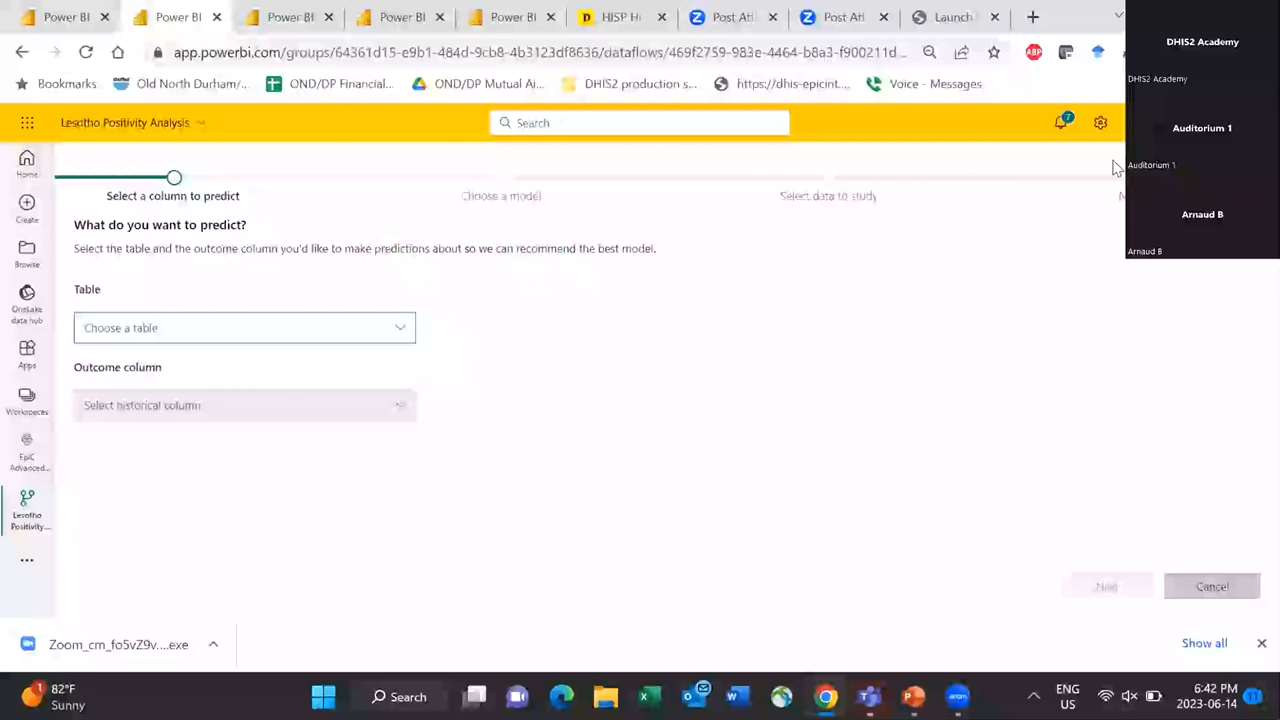 Power BI
Power BI
Power BI
Power BI
Power BI
HISP H
Post Atl
Post Atl
Launch
app.powerbi.com/groups/64361d15-e9b1-484d-9cb8-4b3123df8636/dataflows/469f2759-983e-4464-b8a3-f900211d...
ABP
Bookmarks
Old North Durham/...
OND/DP Financial...
OND/DP Mutual Ai...
DHIS2 production s...
https://dhis-epicint...
Voice - Messages
DHIS2 Academy
DHIS2 Academy
Auditorium 1
Auditorium 1
Arnaud B
Arnaud B
Lesotho Positivity Analysis
Search
7
Home
Create
Browse
OneLake
data hub
Apps
Workspaces
EpiC
Advanced...
Lesotho
Positivity...
Select a column to predict
Choose a model
Select data to study
What do you want to predict?
Select the table and the outcome column you'd like to make predictions about so we can recommend the best model.
Table
Choose a table
Outcome column
Select historical column
Next
Cancel
Zoom_cm_fo5vZ9v....exe
Show all
1
82°F
Sunny
Search
ENG
US
6:42 PM
2023-06-14
11